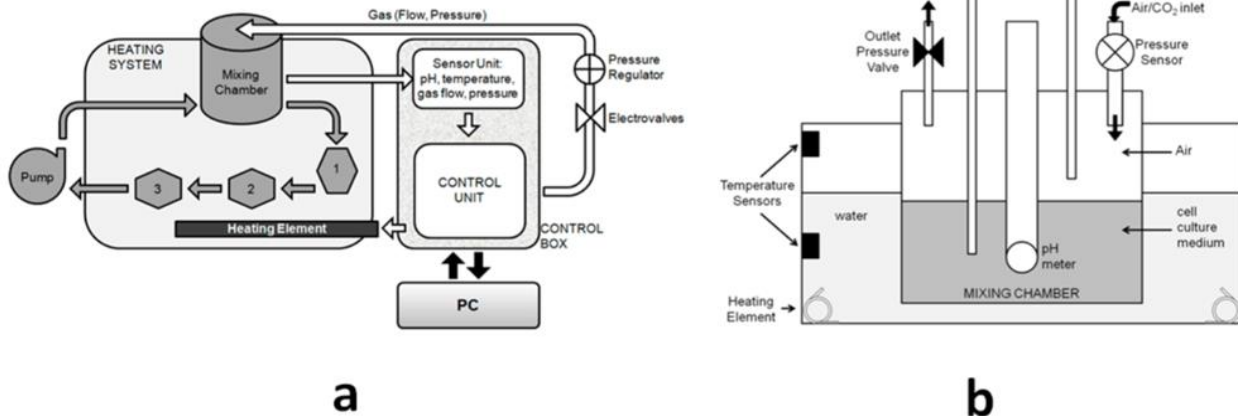 Gas (Flow, Pressure)
HEATING
SYSTEM
Mixing
Chamber
Sensor Unit:
pH, temperature,
gas flow, pressure
Pressure
Regulator
Electrovalves
Pump
3
2
1
CONTROL
UNIT
Heating Element
CONTROL
BOX
PC
a
Air/CO₂ inlet
Outlet
Pressure
Valve
Pressure
Sensor
Air
Temperature
Sensors
water
cell
culture
medium
pH
meter
Heating
Element
MIXING CHAMBER
b